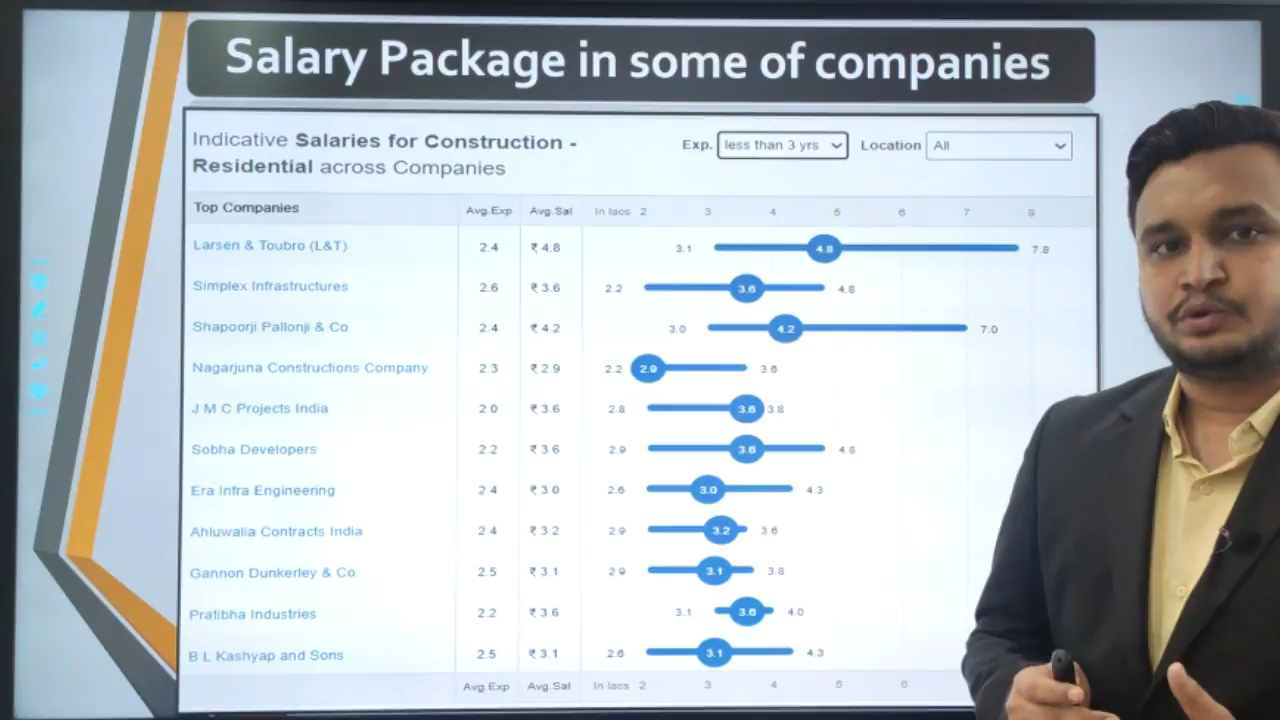 Salary Package in some of companies
Indicative Salaries for Construction -
Residential across Companies
Exp. less than 3 yrs Location All
Top Companies Avg.Exp Avg.Sal In lacs 2 3 4 5 6 7 8
Larsen & Toubro (L&T) 2.4 ₹ 4.8 3.1 4.8 7.8
Simplex Infrastructures 2.6 ₹ 3.6 2.2 3.6 4.8
Shapoorji Pallonji & Co 2.4 ₹ 4.2 3.0 4.2 7.0
Nagarjuna Constructions Company 2.3 ₹ 2.9 2.2 2.9 3.6
J M C Projects India 2.0 ₹ 3.6 2.8 3.6 3.8
Sobha Developers 2.2 ₹ 3.6 2.9 3.6 4.8
Era Infra Engineering 2.4 ₹ 3.0 2.6 3.0 4.3
Ahluwalia Contracts India 2.4 ₹ 3.2 2.9 3.2 3.6
Gannon Dunkerley & Co. 2.5 ₹ 3.1 2.9 3.1 3.8
Pratibha Industries 2.2 ₹ 3.6 3.1 3.6 4.0
B L Kashyap and Sons 2.5 ₹ 3.1 2.6 3.1 4.3
Avg.Exp Avg.Sal In lacs 2 3 4 5 6